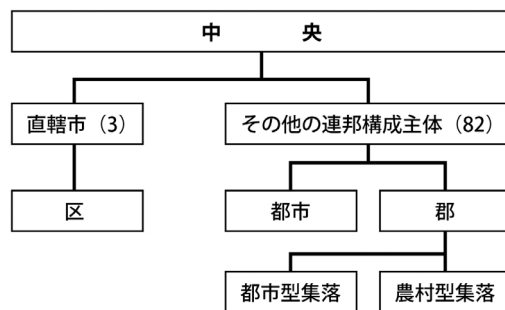 中　央
直轄市（3）
その他の連邦構成主体（82）
区
都市
郡
都市型集落
農村型集落